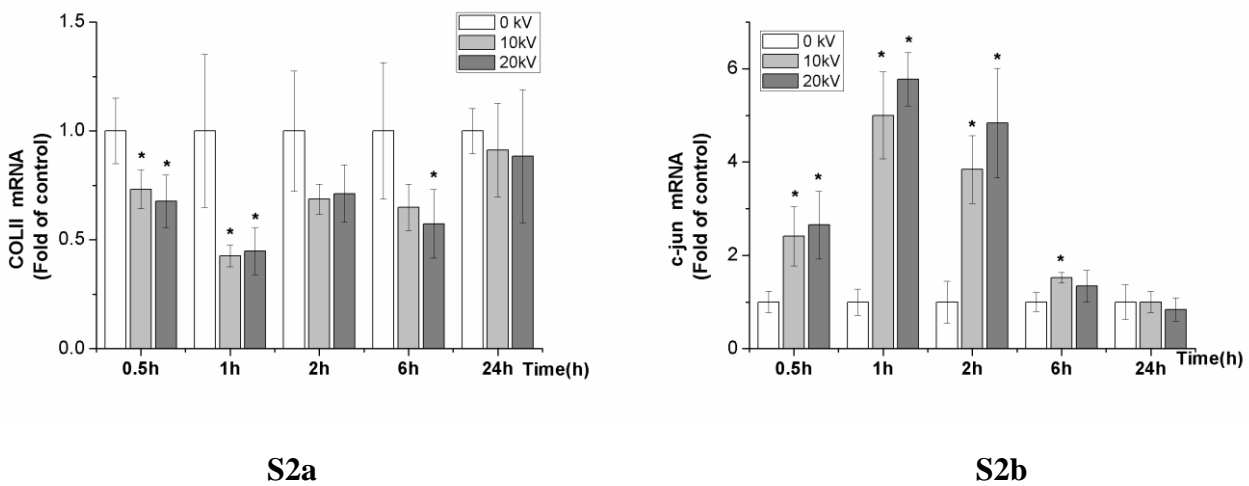 COLII mRNA
(Fold of control)
1.5
1.0
0.5
0.0
0 kV
10kV
20kV
* * * * *
0.5h 1h 2h 6h 24h Time(h)
S2a
c-jun mRNA
(Fold of control)
6
4
2
0
0 kV
10kV
20kV
* * * * * * *
0.5h 1h 2h 6h 24h Time(h)
S2b